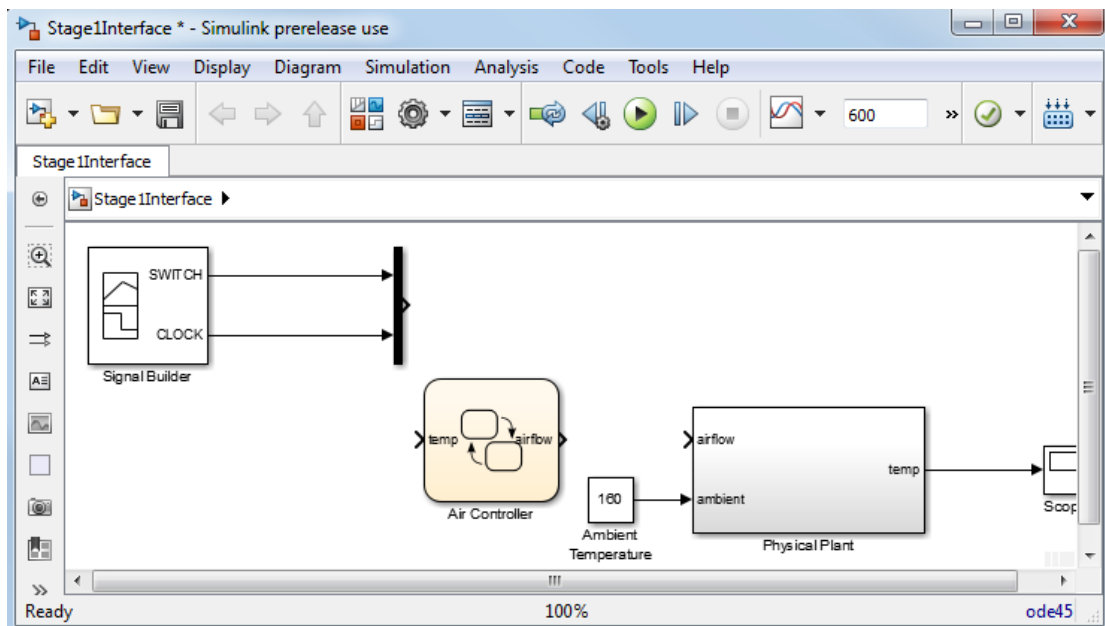 Stage1Interface * - Simulink prerelease use
File Edit View Display Diagram Simulation Analysis Code Tools Help
600 »
Stage1Interface
Stage1Interface
SWITCH
CLOCK
Signal Builder
temp airflow
Air Controller
160
Ambient
Temperature
airflow
temp
ambient
Physical Plant
Scop
»
Ready 100% ode45